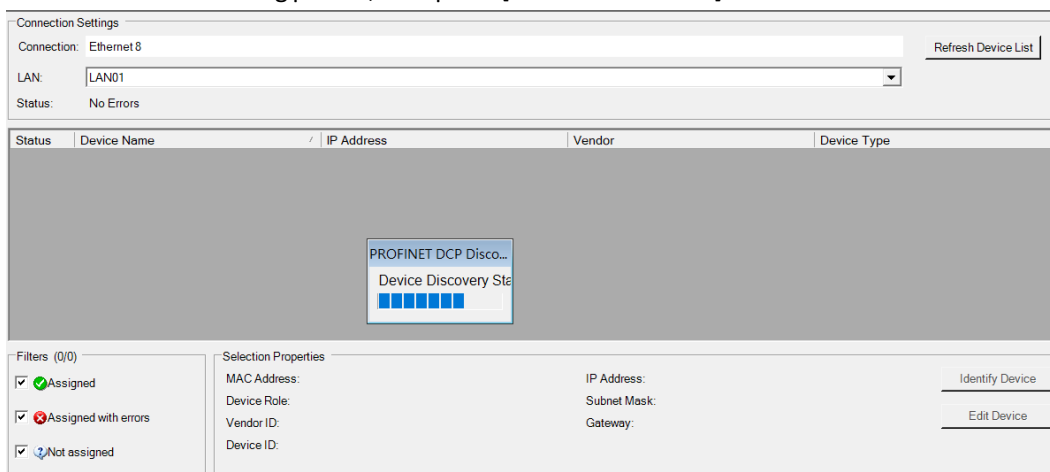 Connection Settings
Connection: Ethernet 8 Refresh Device List
LAN: LAN01
Status: No Errors
Status Device Name / IP Address Vendor Device Type
PROFINET DCP Disco...
Device Discovery Sta
Filters (0/0) Selection Properties
Assigned MAC Address: IP Address: Identify Device
Device Role: Subnet Mask:
Assigned with errors Vendor ID: Gateway: Edit Device
Not assigned Device ID: